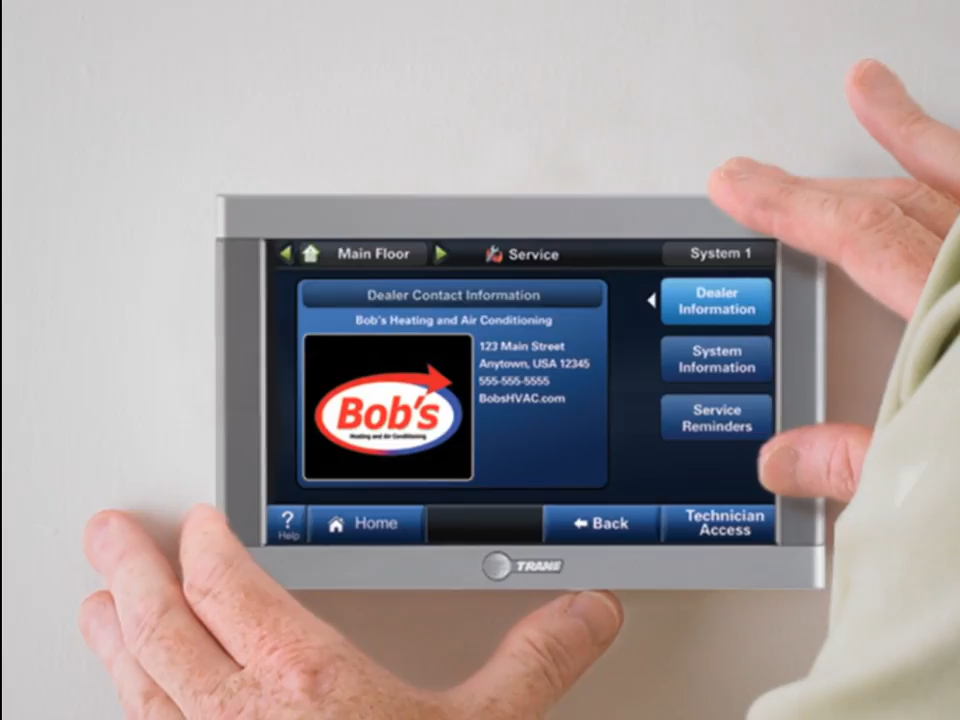 Main Floor
Service
System 1
Dealer Contact Information
Bob's Heating and Air Conditioning
123 Main Street
Anytown, USA 12345
555-555-5555
BobsHVAC.com
Bob's
Heating and Air Conditioning
Dealer
Information
System
Information
Service
Reminders
?
Help
Home
Back
Technician
Access
TRANE